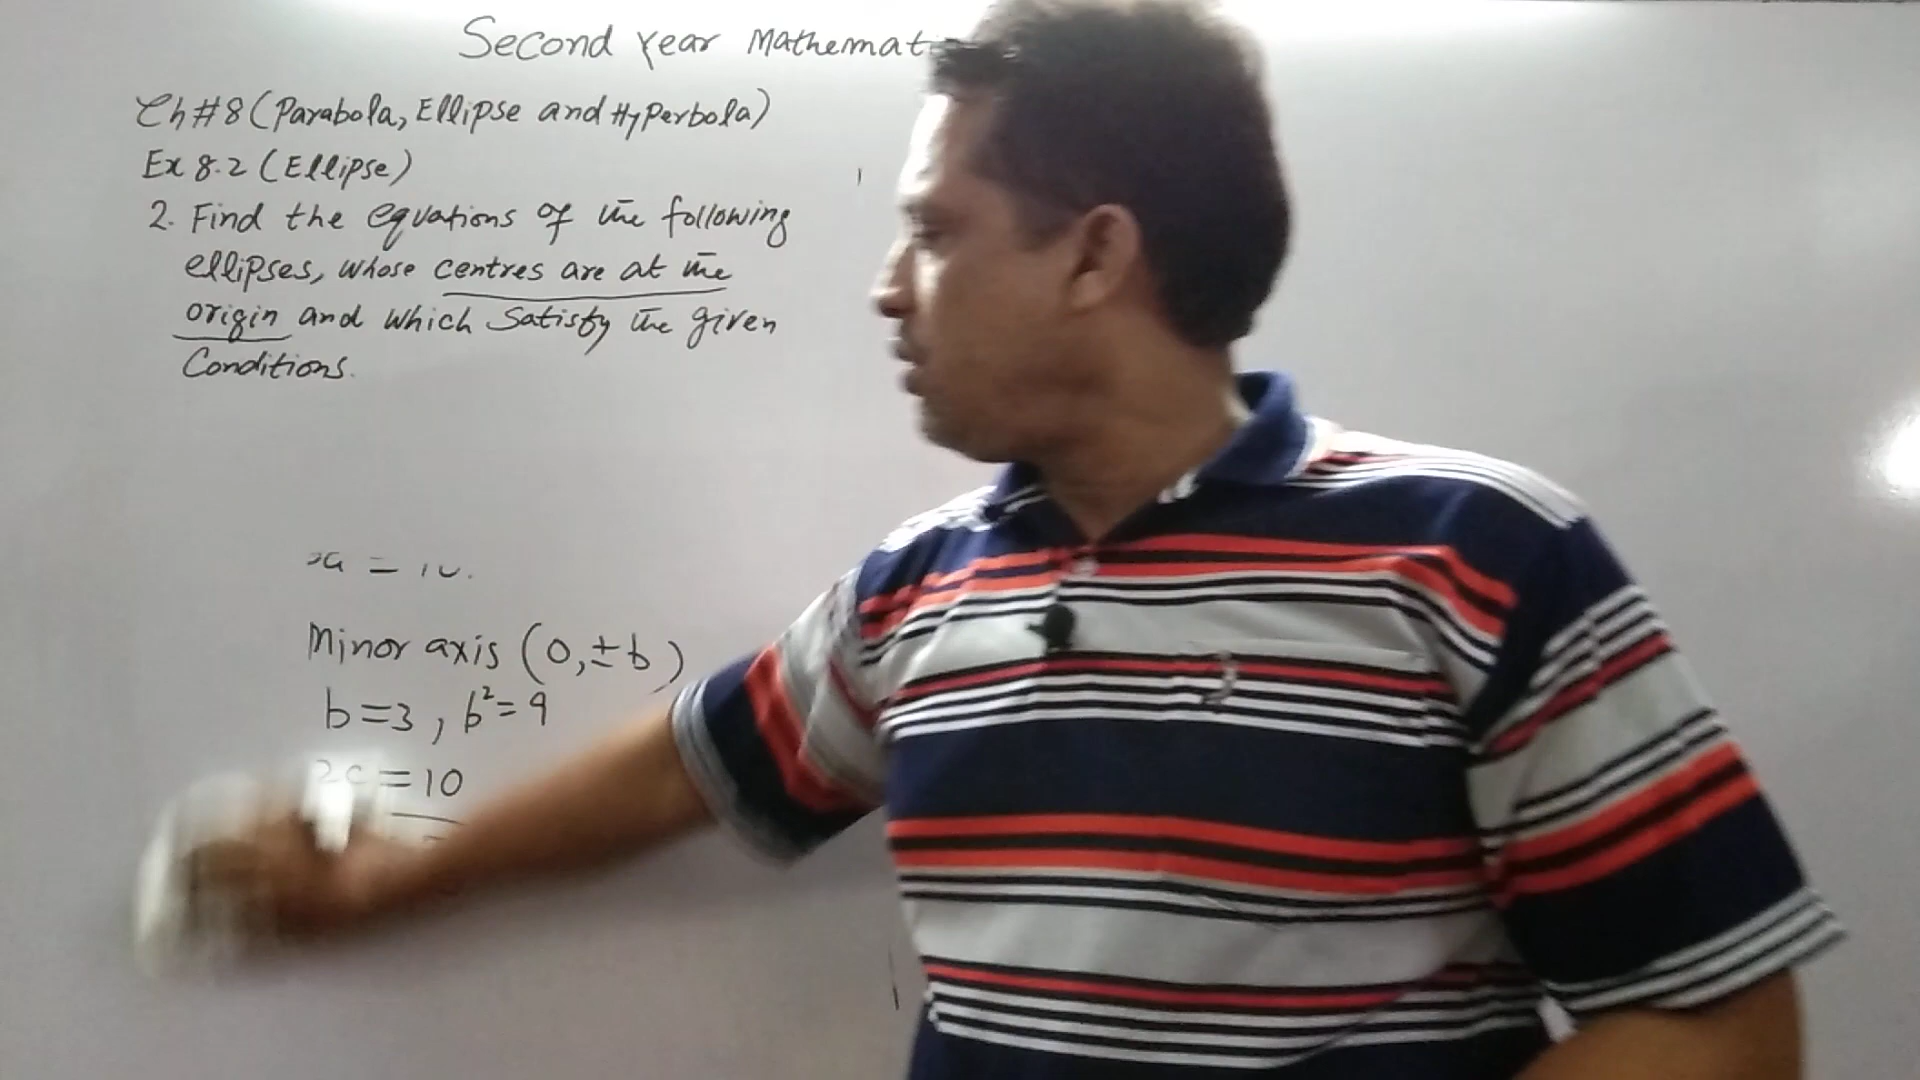 Second Year Mathemat
Ch#8 (Parabola, Ellipse and Hyperbola)
Ex 8.2 (Ellipse)
2. Find the equations of the following
ellipses, whose centres are at the
origin and which satisfy the given
Conditions.
Minor axis (0, ±b)
b=3, b²=9
2c = 10